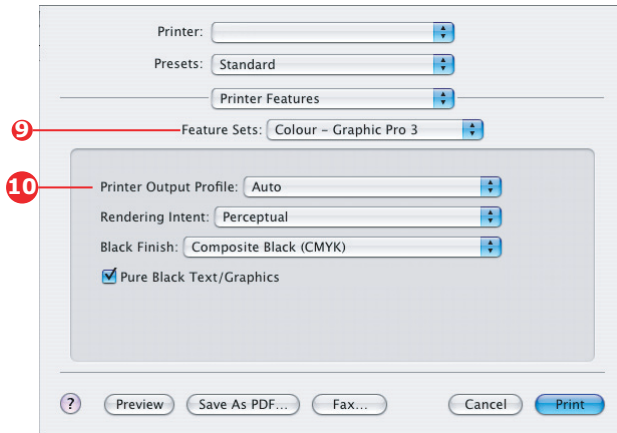 Printer:
Presets: Standard
Printer Features
9 Feature Sets: Colour – Graphic Pro 3
10 Printer Output Profile: Auto
Rendering Intent: Perceptual
Black Finish: Composite Black (CMYK)
Pure Black Text/Graphics
? Preview Save As PDF... Fax... Cancel Print